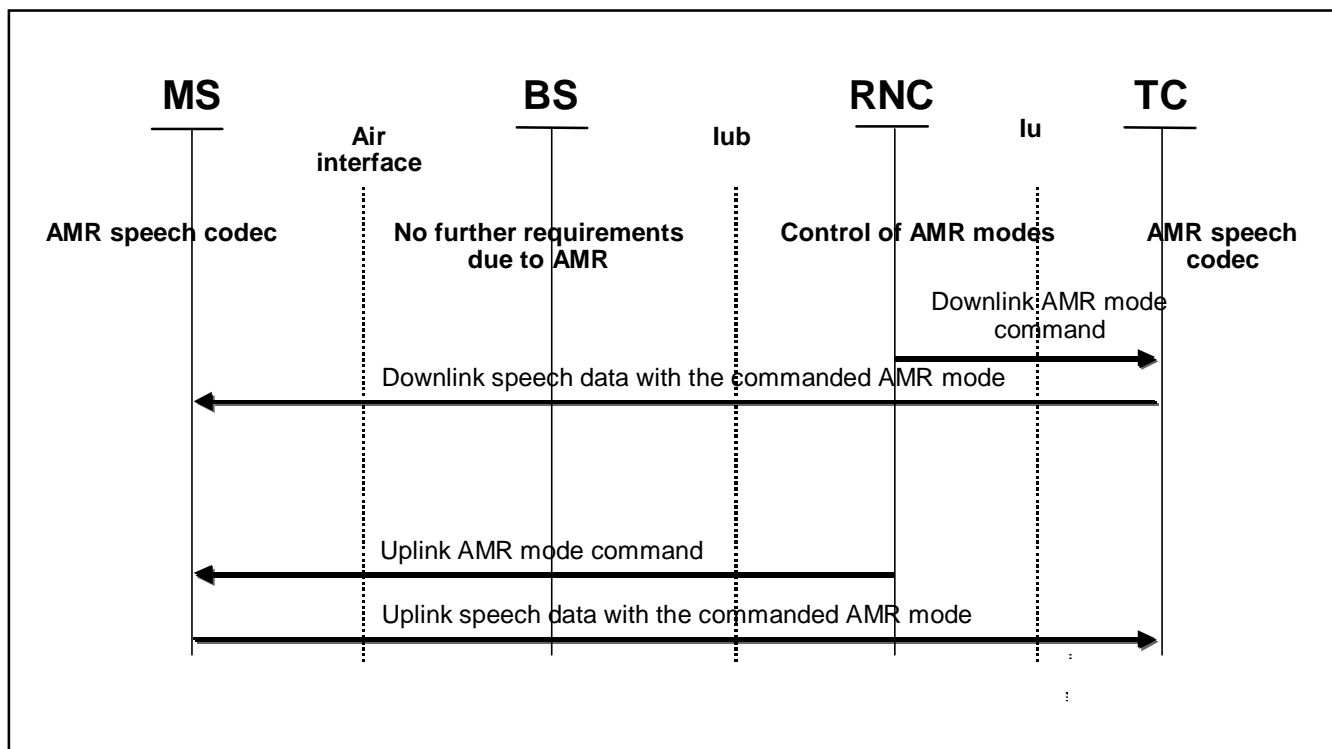 MS
BS
RNC
TC
Air
interface
Iub
Iu
AMR speech codec
No further requirements
due to AMR
Control of AMR modes
AMR speech
codec
Downlink AMR mode
command
Downlink speech data with the commanded AMR mode
Uplink AMR mode command
Uplink speech data with the commanded AMR mode